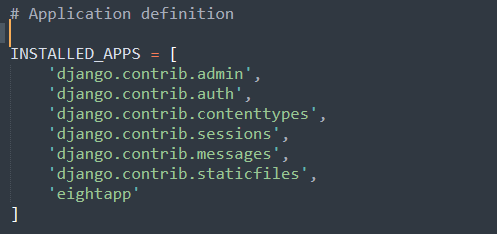 # Application definition
INSTALLED_APPS = [
    'django.contrib.admin',
    'django.contrib.auth',
    'django.contrib.contenttypes',
    'django.contrib.sessions',
    'django.contrib.messages',
    'django.contrib.staticfiles',
    'eightapp'
]